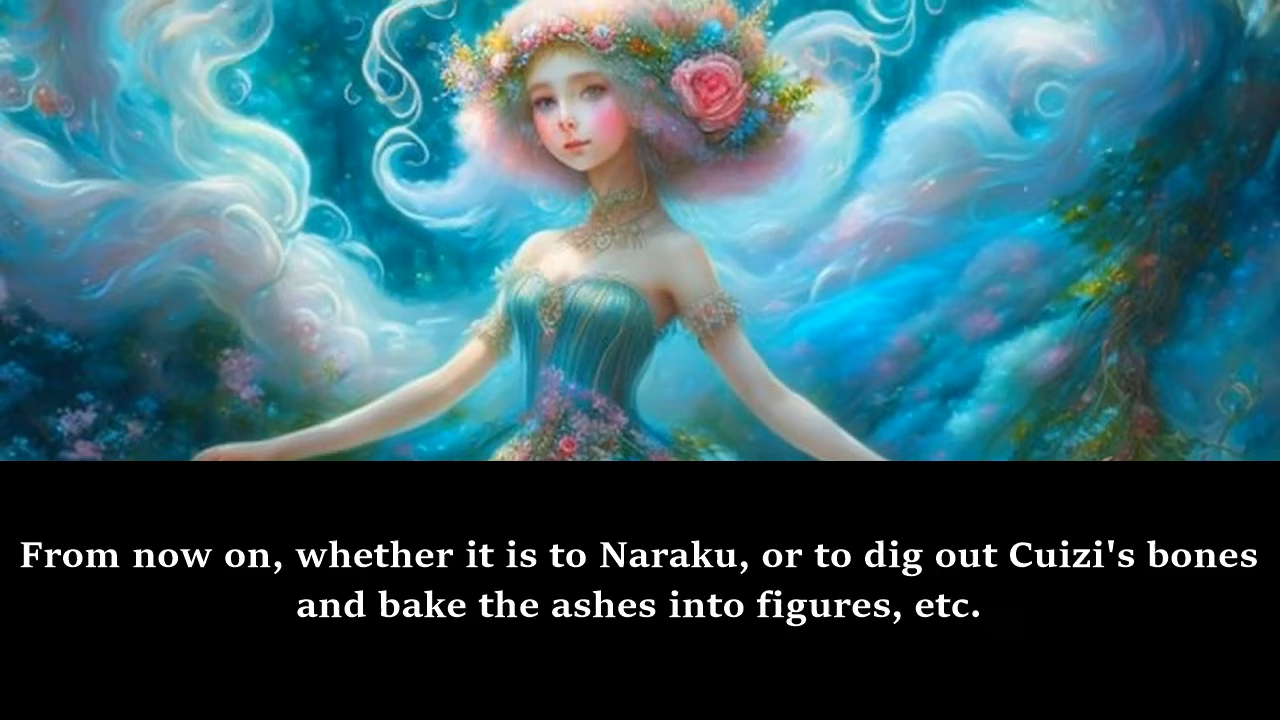 From now on, whether it is to Naraku, or to dig out Cuizi's bones
and bake the ashes into figures, etc.